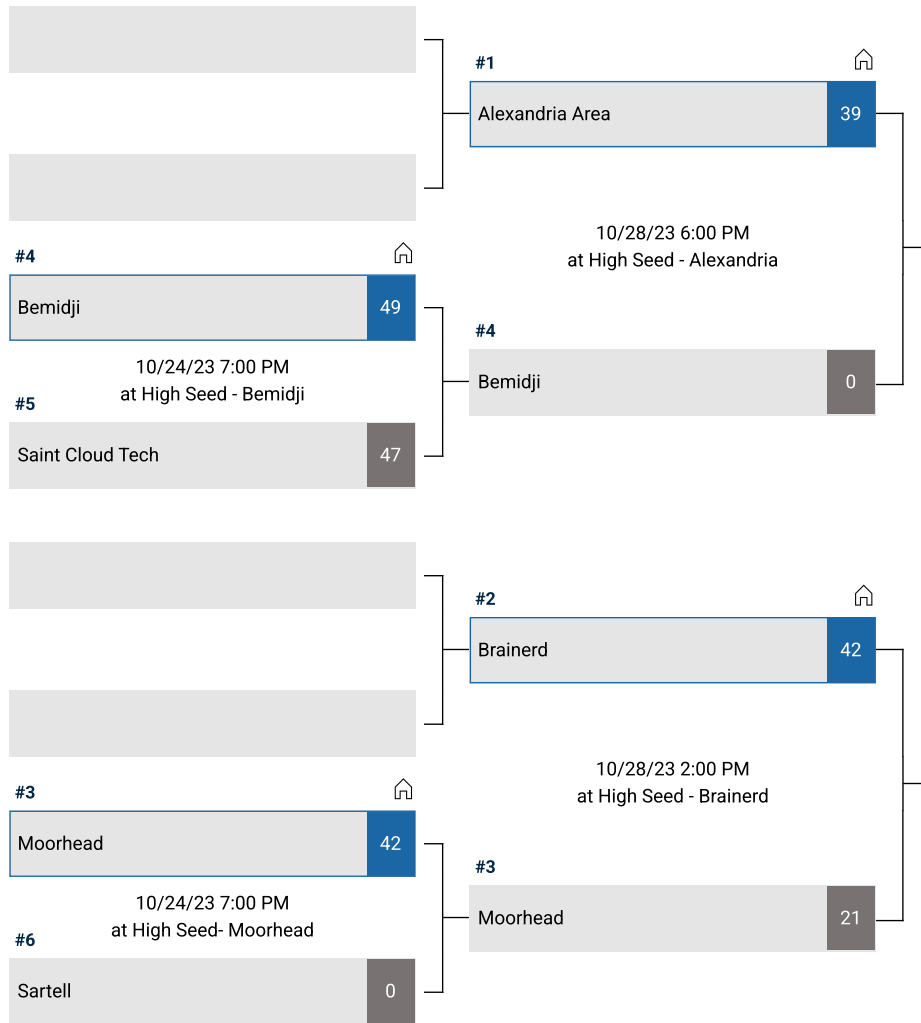 #1
Alexandria Area 39
10/28/23 6:00 PM
at High Seed - Alexandria
#4
Bemidji 49
10/24/23 7:00 PM
at High Seed - Bemidji
#5
Saint Cloud Tech 47
#4
Bemidji 0
#2
Brainerd 42
10/28/23 2:00 PM
at High Seed - Brainerd
#3
Moorhead 42
10/24/23 7:00 PM
at High Seed- Moorhead
#6
Sartell 0
#3
Moorhead 21